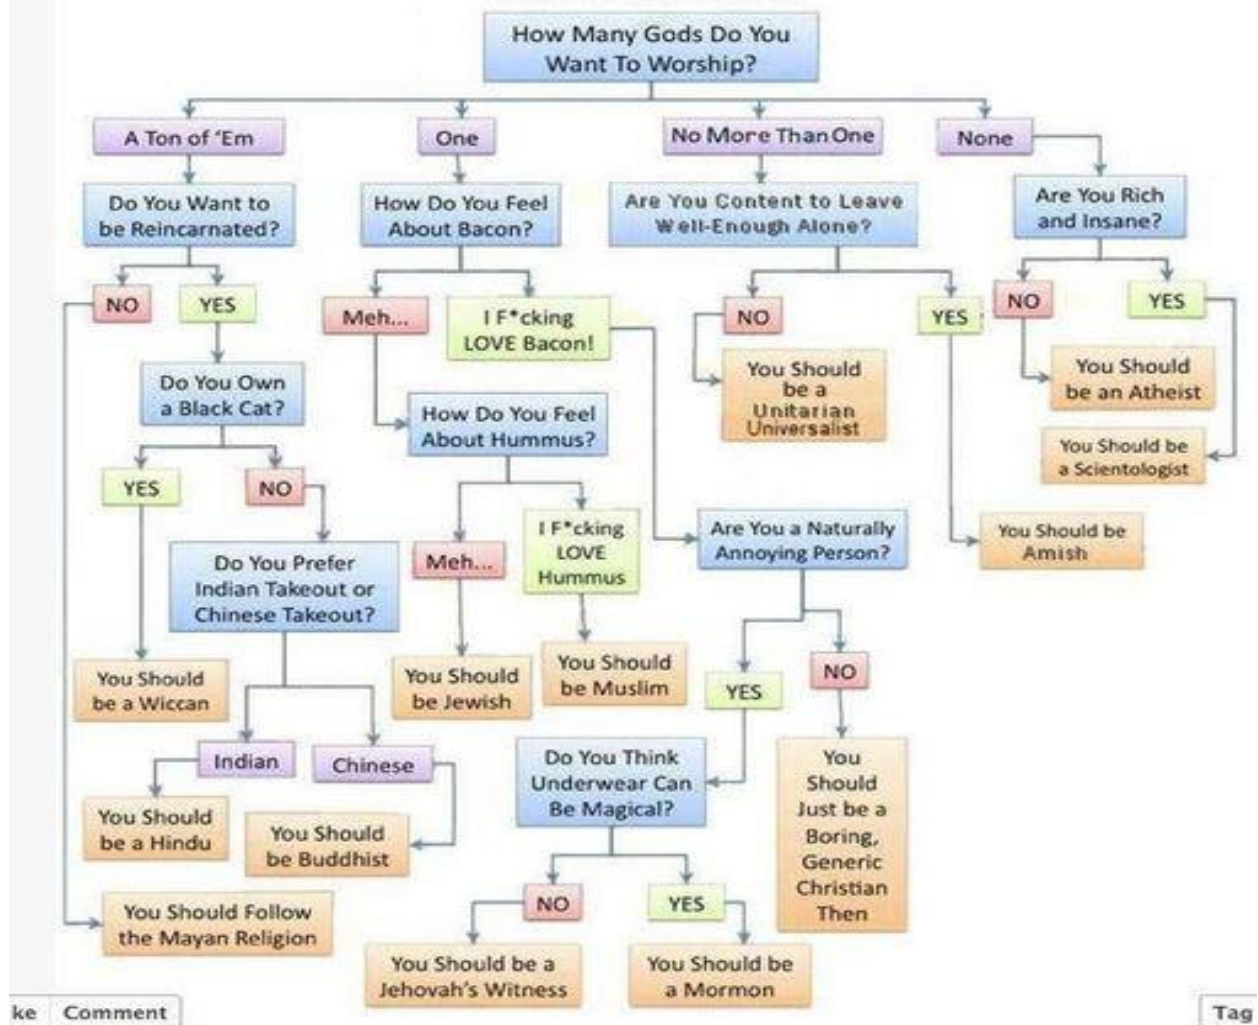 How Many Gods Do You
Want To Worship?
A Ton of ‘Em
One
No More Than One
None
Do You Want to
be Reincarnated?
How Do You Feel
About Bacon?
Are You Content to Leave
Well-Enough Alone?
Are You Rich
and Insane?
NO
YES
Meh...
I F*cking
LOVE Bacon!
NO
YES
NO
YES
Do You Own
a Black Cat?
How Do You Feel
About Hummus?
You Should
be a
Unitarian
Universalist
You Should
be an Atheist
You Should be
a Scientologist
YES
NO
Meh...
I F*cking
LOVE
Hummus
Are You a Naturally
Annoying Person?
You Should be
Amish
Do You Prefer
Indian Takeout or
Chinese Takeout?
You Should
be a Wiccan
You Should
be Jewish
You Should
be Muslim
YES
NO
Indian
Chinese
Do You Think
Underwear Can
Be Magical?
You
Should
Just be a
Boring,
Generic
Christian
Then
You Should
be a Hindu
You Should
be Buddhist
NO
YES
You Should Follow
the Mayan Religion
You Should be a
Jehovah’s Witness
You Should be
a Mormon
ke
Comment
Tag